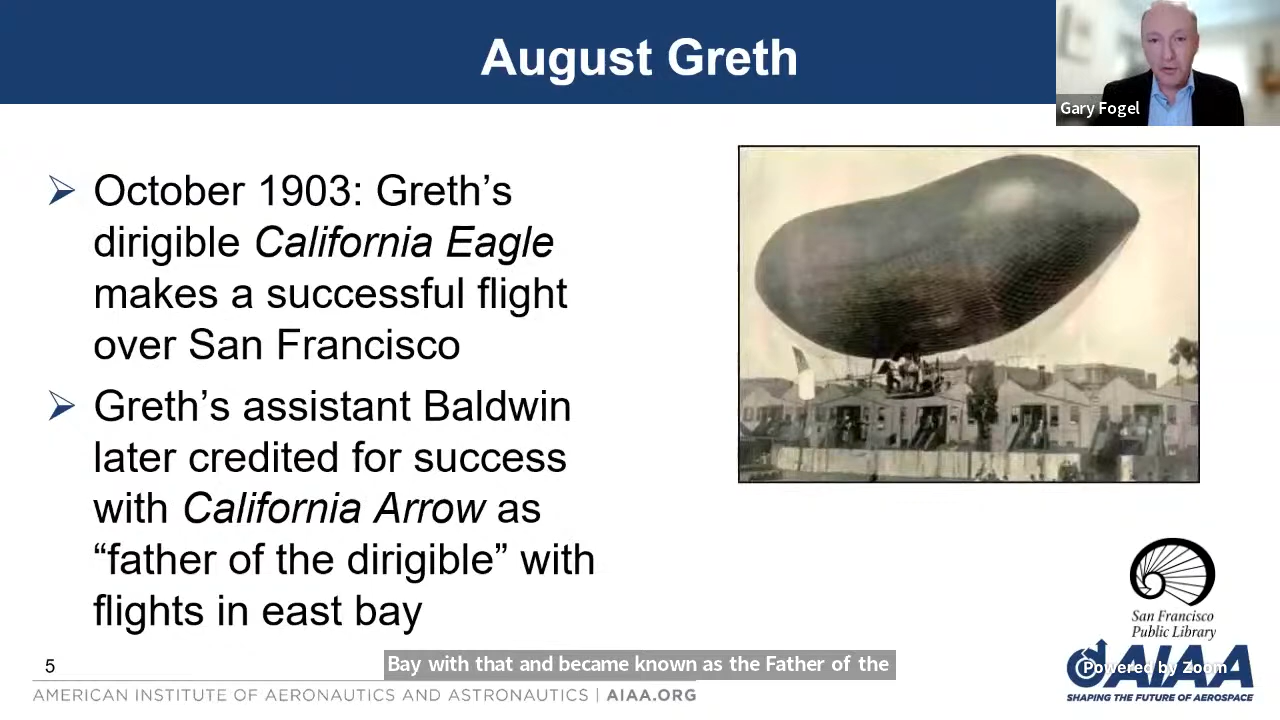 August Greth
Gary Fogel
➢ October 1903: Greth’s
dirigible California Eagle
makes a successful flight
over San Francisco
➢ Greth’s assistant Baldwin
later credited for success
with California Arrow as
“father of the dirigible” with
flights in east bay
San Francisco
Public Library
5
Bay with that and became known as the Father of the
AIAA
Powered by Zoom
SHAPING THE FUTURE OF AEROSPACE
AMERICAN INSTITUTE OF AERONAUTICS AND ASTRONAUTICS | AIAA.ORG